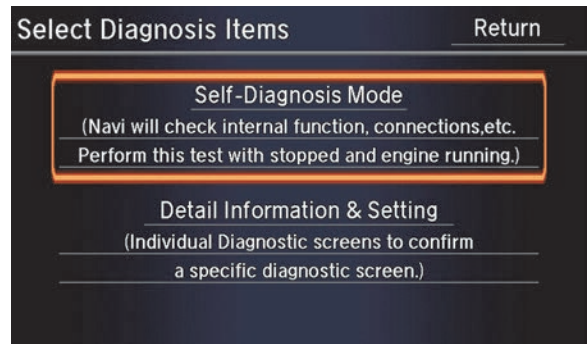 Select Diagnosis Items
Return
Self-Diagnosis Mode
(Navi will check internal function, connections,etc.
Perform this test with stopped and engine running.)
Detail Information & Setting
(Individual Diagnostic screens to confirm
a specific diagnostic screen.)